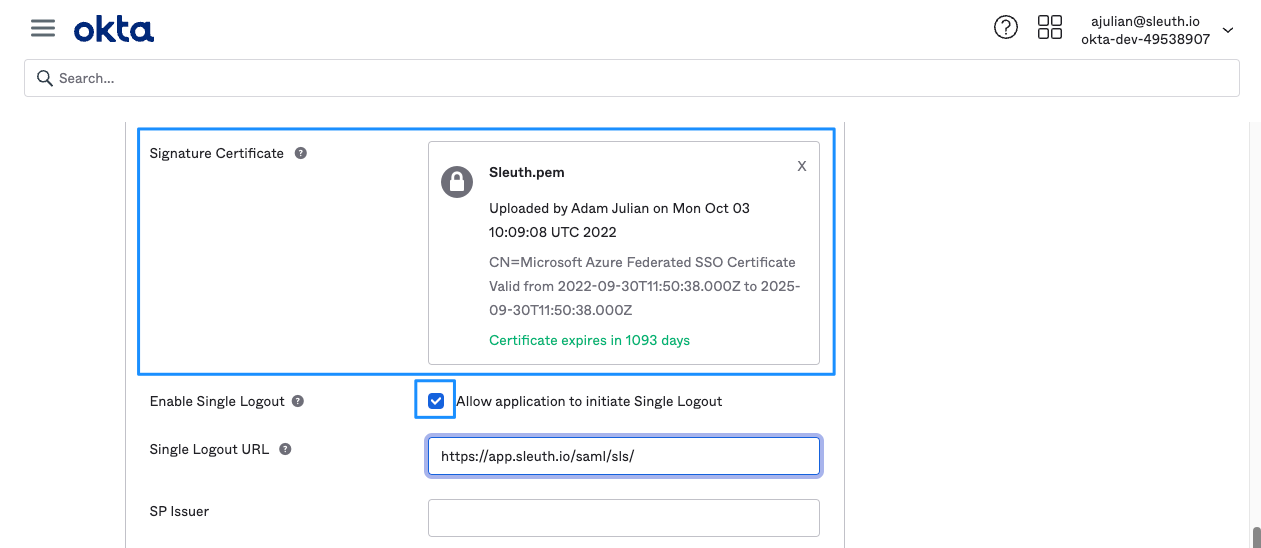 okta
ajulian@sleuth.io
okta-dev-49538907
Search...
Signature Certificate
Sleuth.pem
X
Uploaded by Adam Julian on Mon Oct 03
10:09:08 UTC 2022
CN=Microsoft Azure Federated SSO Certificate
Valid from 2022-09-30T11:50:38.000Z to 2025-
09-30T11:50:38.000Z
Certificate expires in 1093 days
Enable Single Logout
Allow application to initiate Single Logout
Single Logout URL
https://app.sleuth.io/saml/sls/
SP Issuer